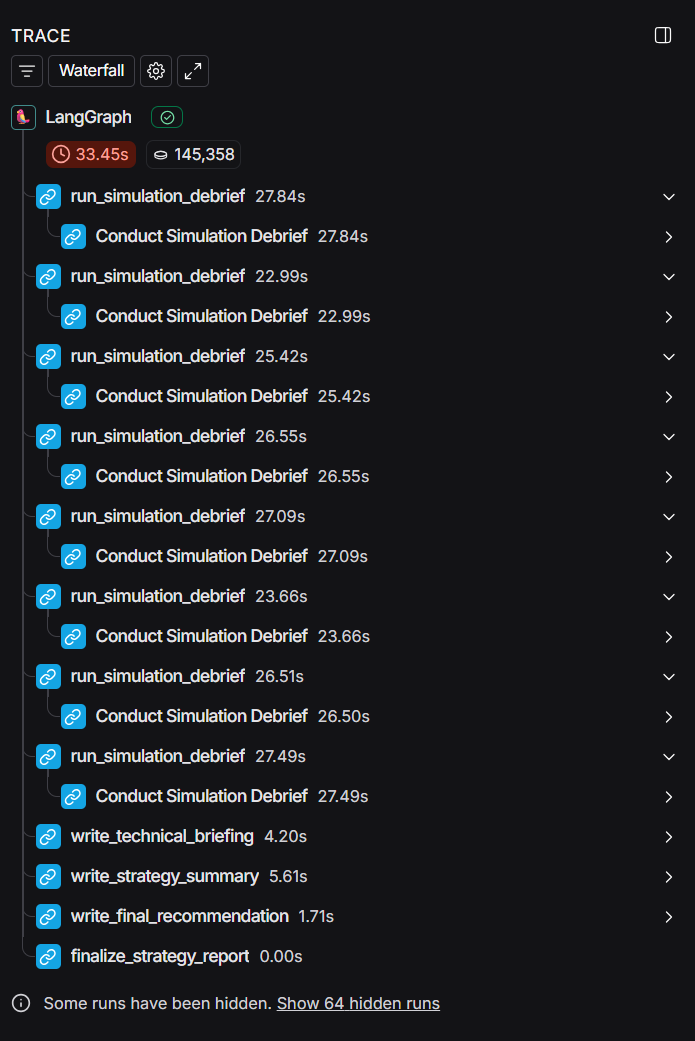 TRACE
Waterfall
LangGraph
33.45s 145,358
run_simulation_debrief 27.84s
Conduct Simulation Debrief 27.84s
run_simulation_debrief 22.99s
Conduct Simulation Debrief 22.99s
run_simulation_debrief 25.42s
Conduct Simulation Debrief 25.42s
run_simulation_debrief 26.55s
Conduct Simulation Debrief 26.55s
run_simulation_debrief 27.09s
Conduct Simulation Debrief 27.09s
run_simulation_debrief 23.66s
Conduct Simulation Debrief 23.66s
run_simulation_debrief 26.51s
Conduct Simulation Debrief 26.50s
run_simulation_debrief 27.49s
Conduct Simulation Debrief 27.49s
write_technical_briefing 4.20s
write_strategy_summary 5.61s
write_final_recommendation 1.71s
finalize_strategy_report 0.00s
Some runs have been hidden. Show 64 hidden runs